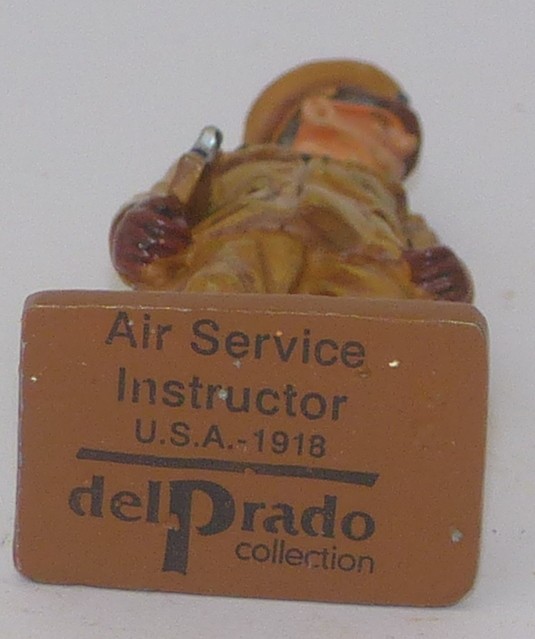 Air Service
Instructor
U.S.A.-1918
delPrado
collection